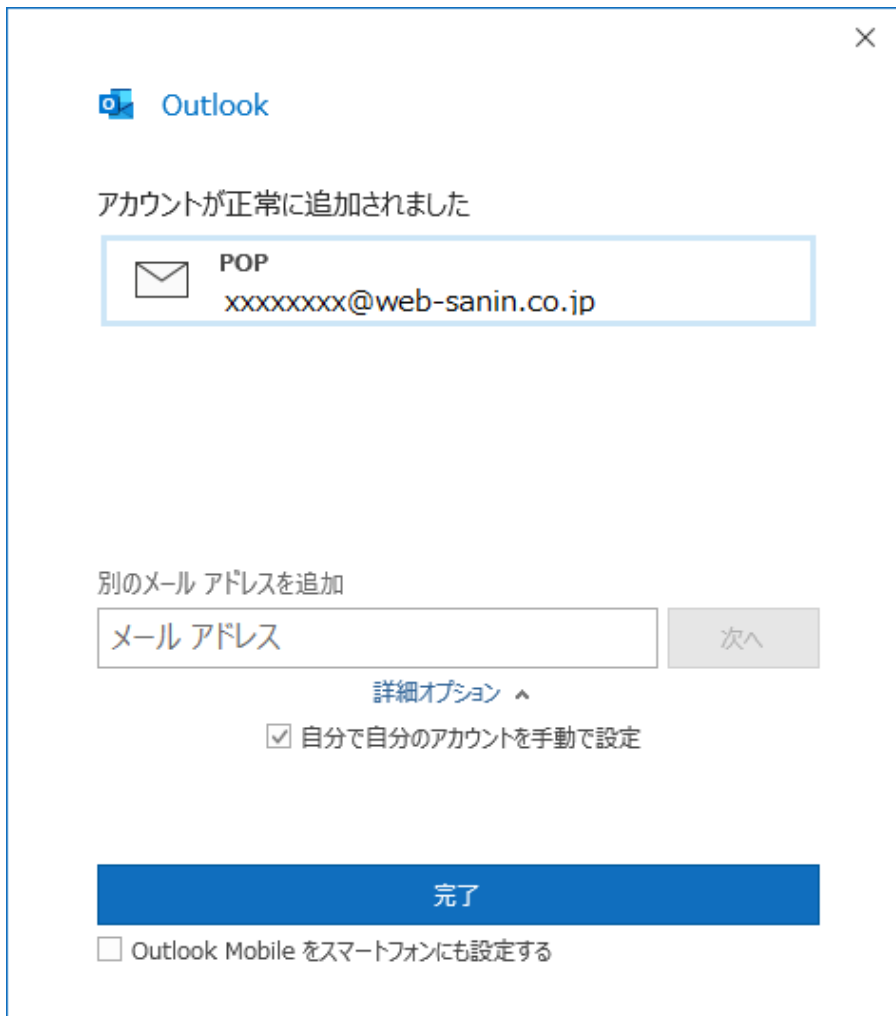 Outlook
アカウントが正常に追加されました
POP
xxxxxxxx@web-sanin.co.jp
別のメール アドレスを追加
メール アドレス
次へ
詳細オプション
自分で自分のアカウントを手動で設定
完了
Outlook Mobile をスマートフォンにも設定する